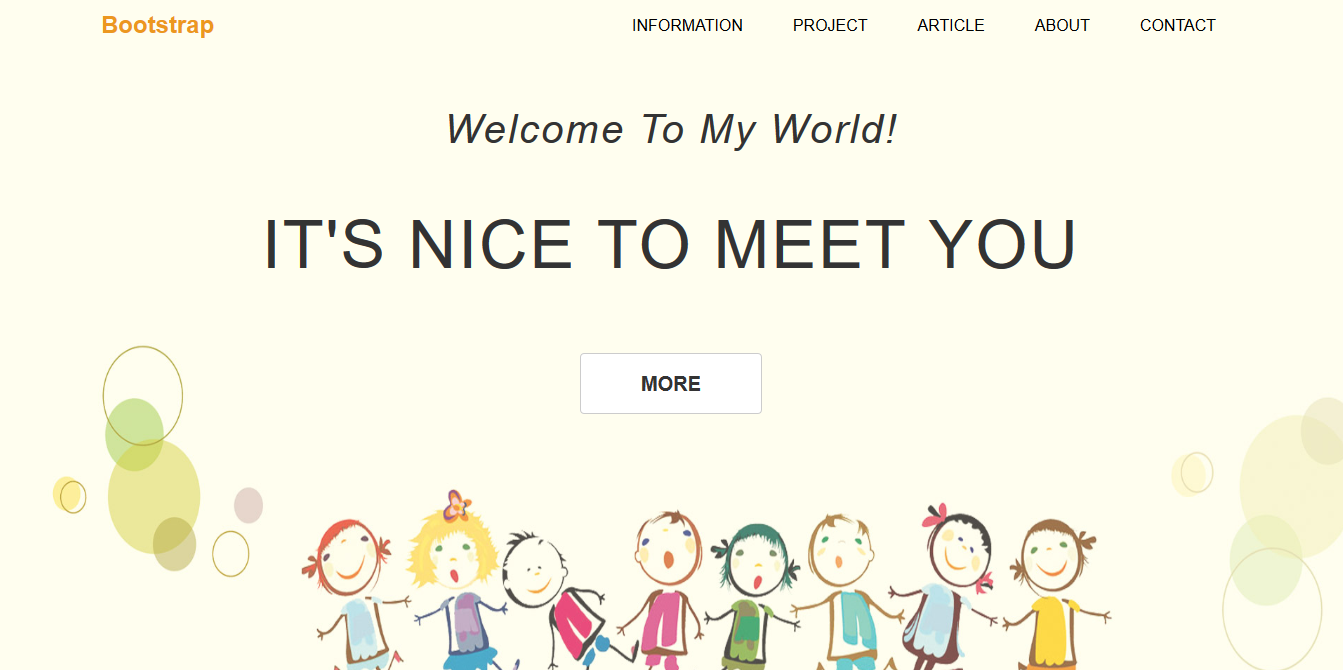 Bootstrap
INFORMATION PROJECT ARTICLE ABOUT CONTACT
Welcome To My World!
IT'S NICE TO MEET YOU
MORE